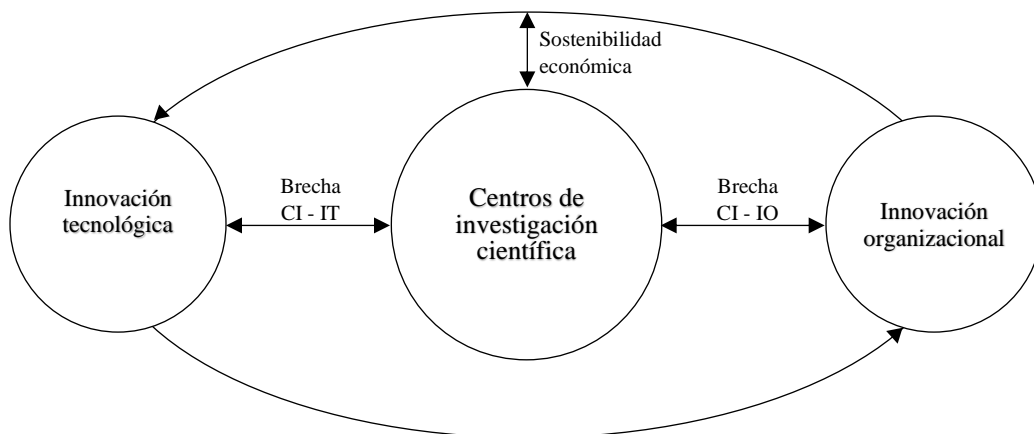 Sostenibilidad
económica
Innovación
tecnológica
Brecha
CI - IT
Centros de
investigación
científica
Brecha
CI - IO
Innovación
organizacional